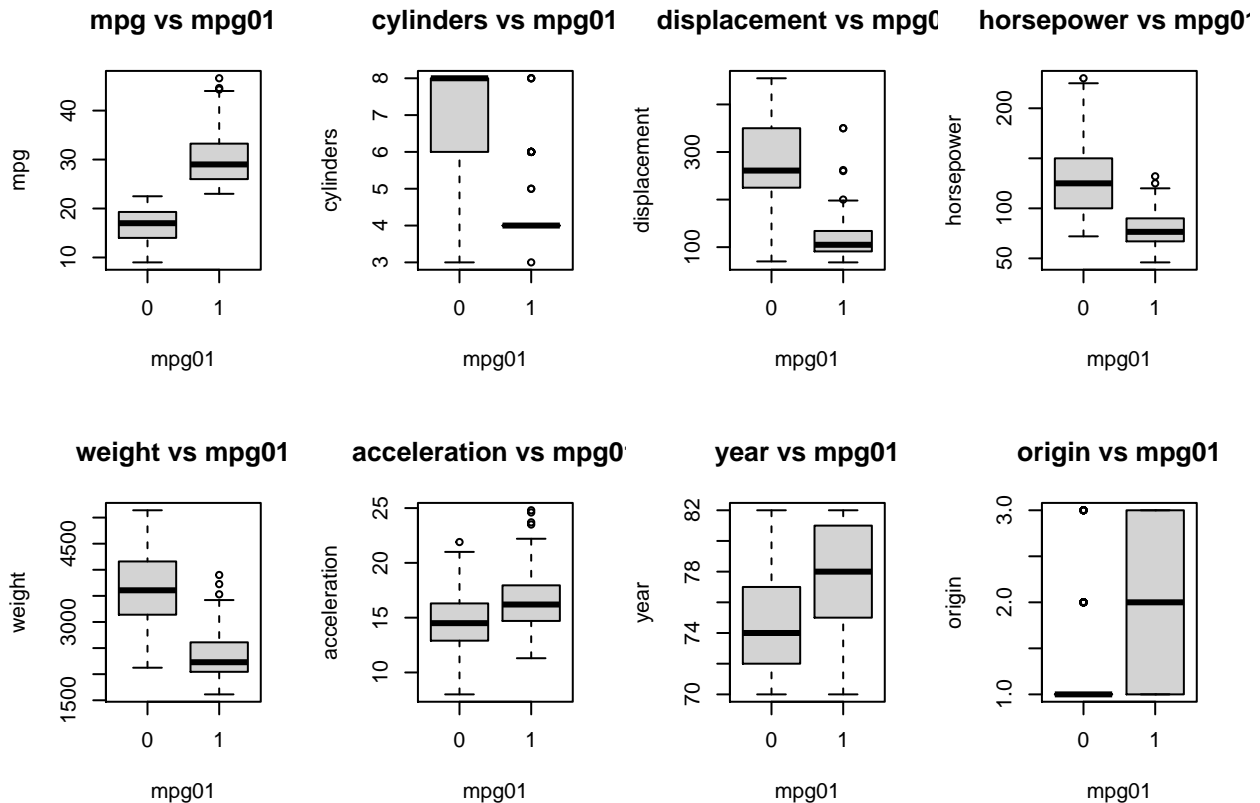 mpg vs mpg01
mpg
10
20
30
40
0
1
mpg01
cylinders vs mpg01
cylinders
3
4
5
6
7
8
0
1
mpg01
displacement vs mpg0
displacement
100
300
0
1
mpg01
horsepower vs mpg01
horsepower
50
100
200
0
1
mpg01
weight vs mpg01
weight
1500
3000
4500
0
1
mpg01
acceleration vs mpg0
acceleration
10
15
20
25
0
1
mpg01
year vs mpg01
year
70
74
78
82
0
1
mpg01
origin vs mpg01
origin
1.0
2.0
3.0
0
1
mpg01